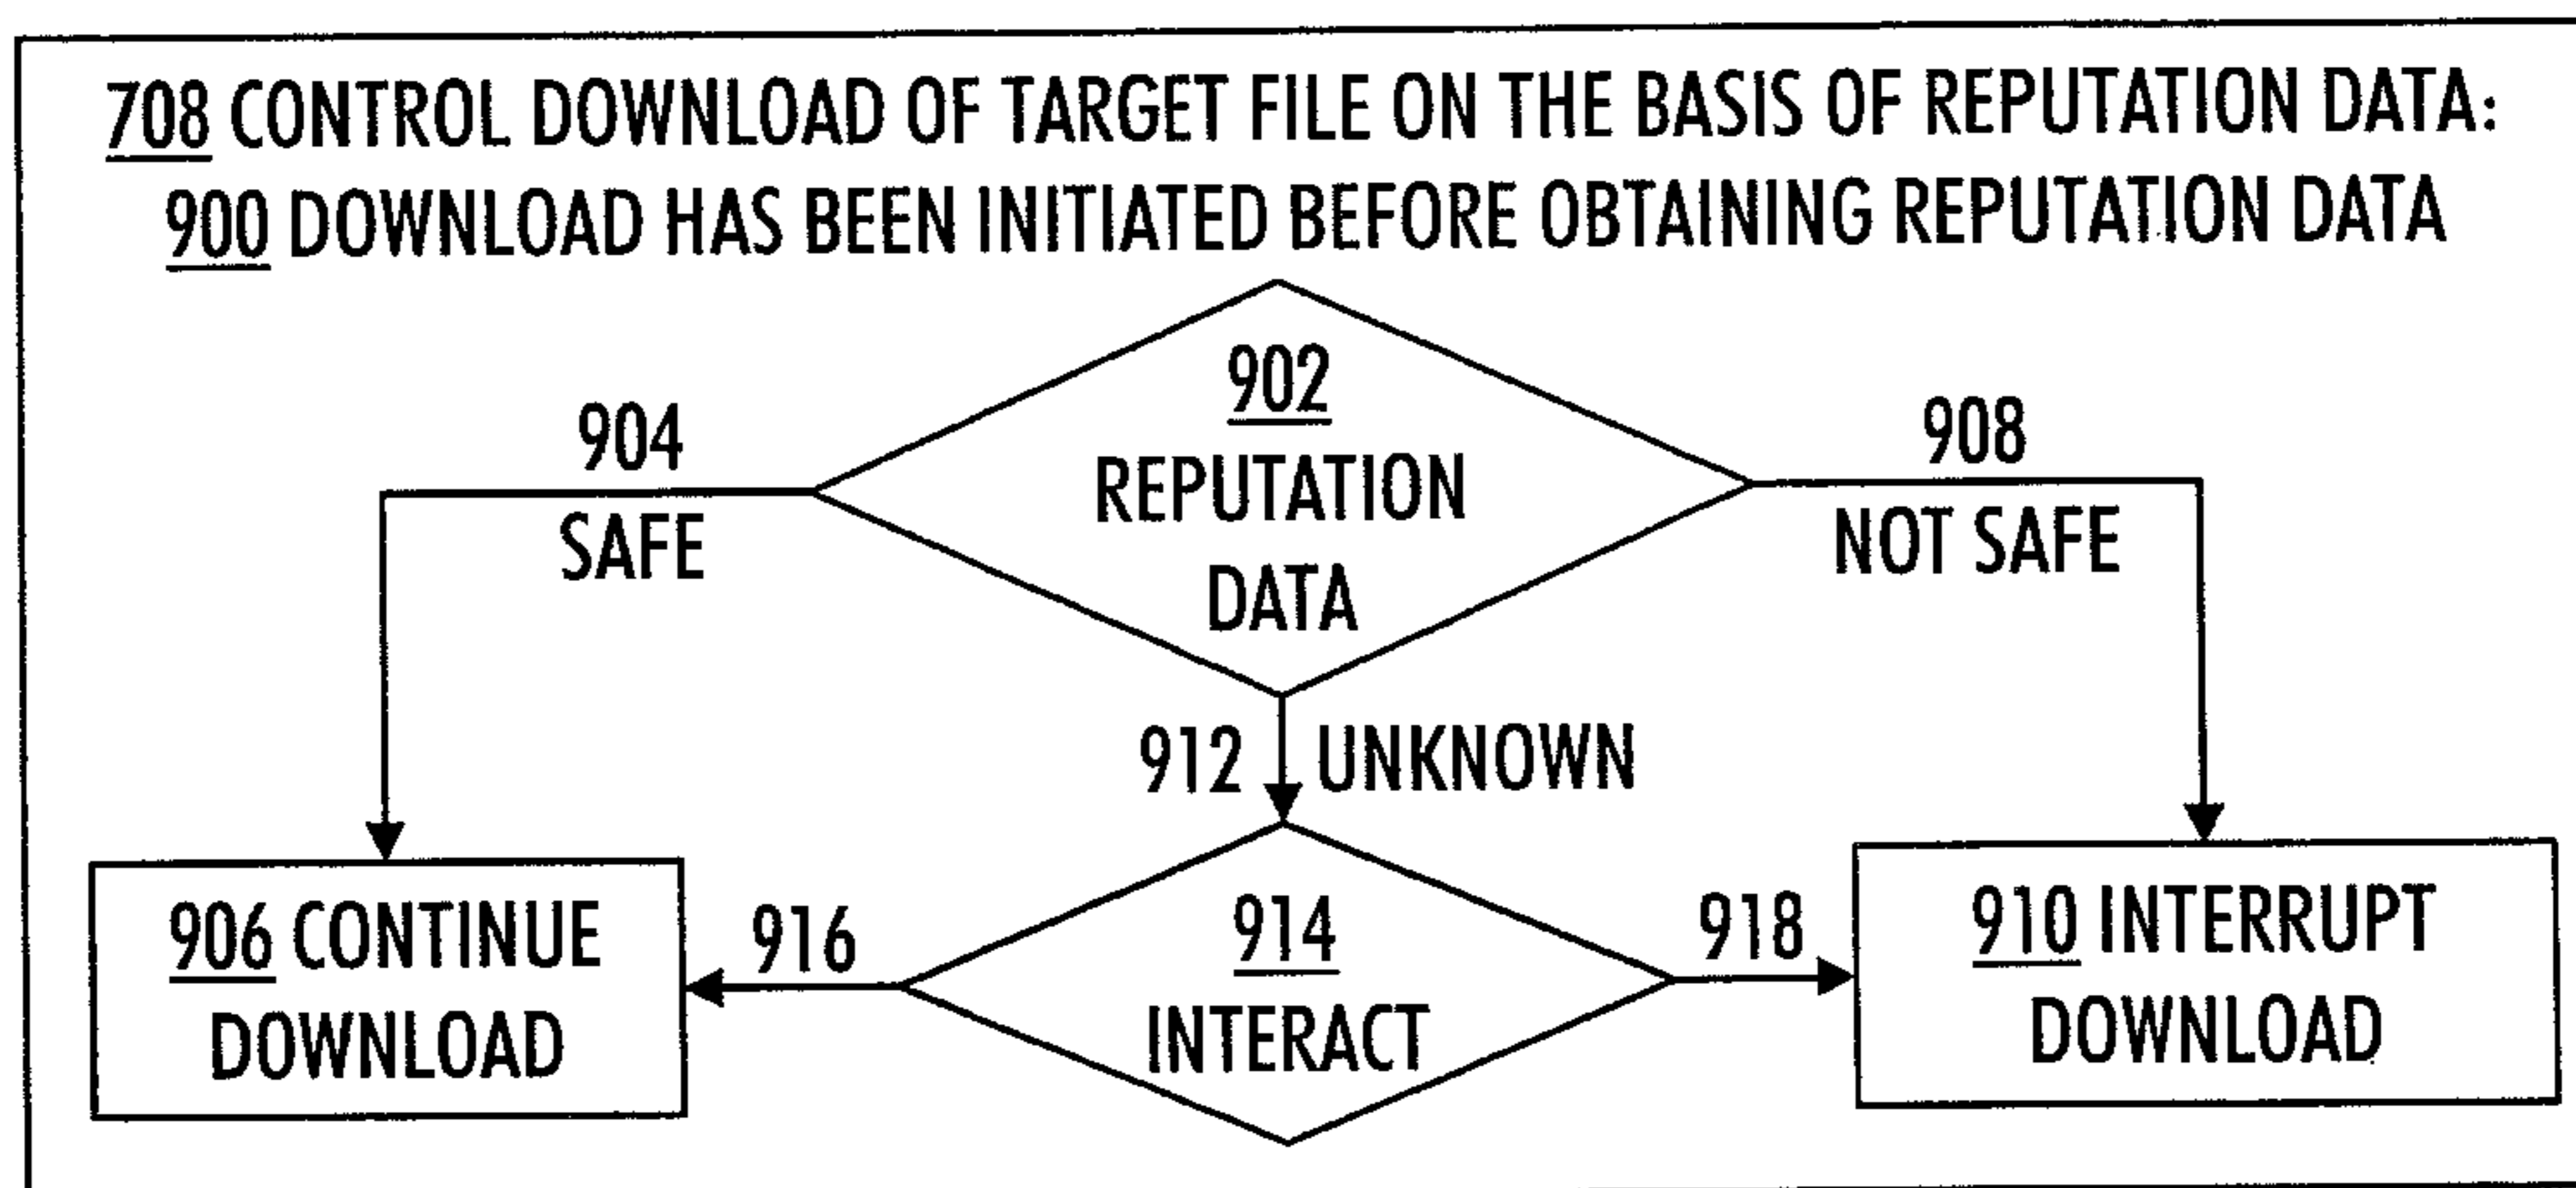 708 CONTROL DOWNLOAD OF TARGET FILE ON THE BASIS OF REPUTATION DATA:
900 DOWNLOAD HAS BEEN INITIATED BEFORE OBTAINING REPUTATION DATA
902
REPUTATION
DATA
904
SAFE
908
NOT SAFE
912 UNKNOWN
906 CONTINUE
DOWNLOAD
916
914
INTERACT
918
910 INTERRUPT
DOWNLOAD